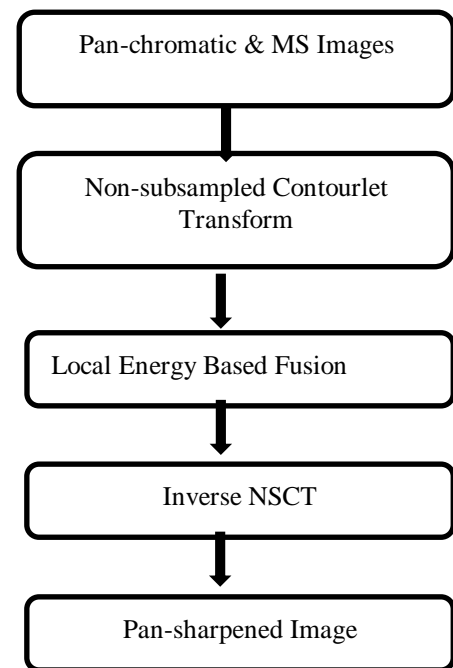 Pan-chromatic & MS Images
Non-subsampled Contourlet
Transform
Local Energy Based Fusion
Inverse NSCT
Pan-sharpened Image